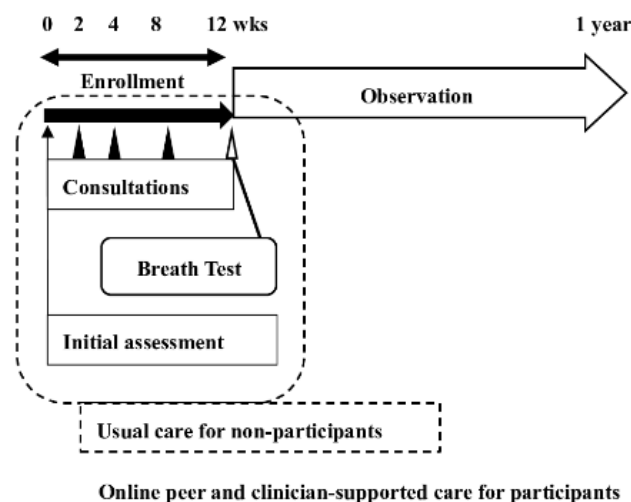 0 2 4 8 12 wks 1 year
Enrollment
Observation
Consultations
Breath Test
Initial assessment
Usual care for non-participants
Online peer and clinician-supported care for participants